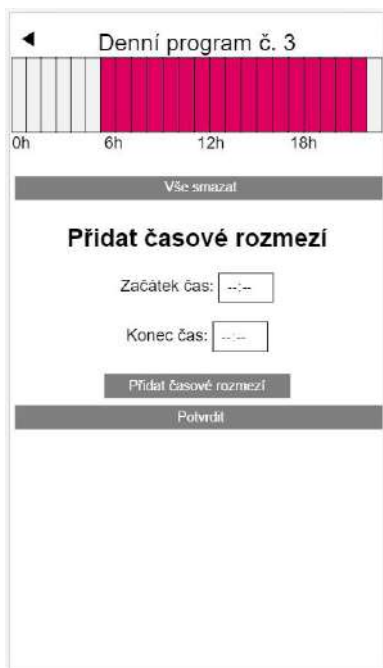 ◀ Denní program č. 3
0h 6h 12h 18h
Vše smazat
Přidat časové rozmezí
Začátek čas: --:--
Konec čas: --:--
Přidat časové rozmezí
Potvrdit